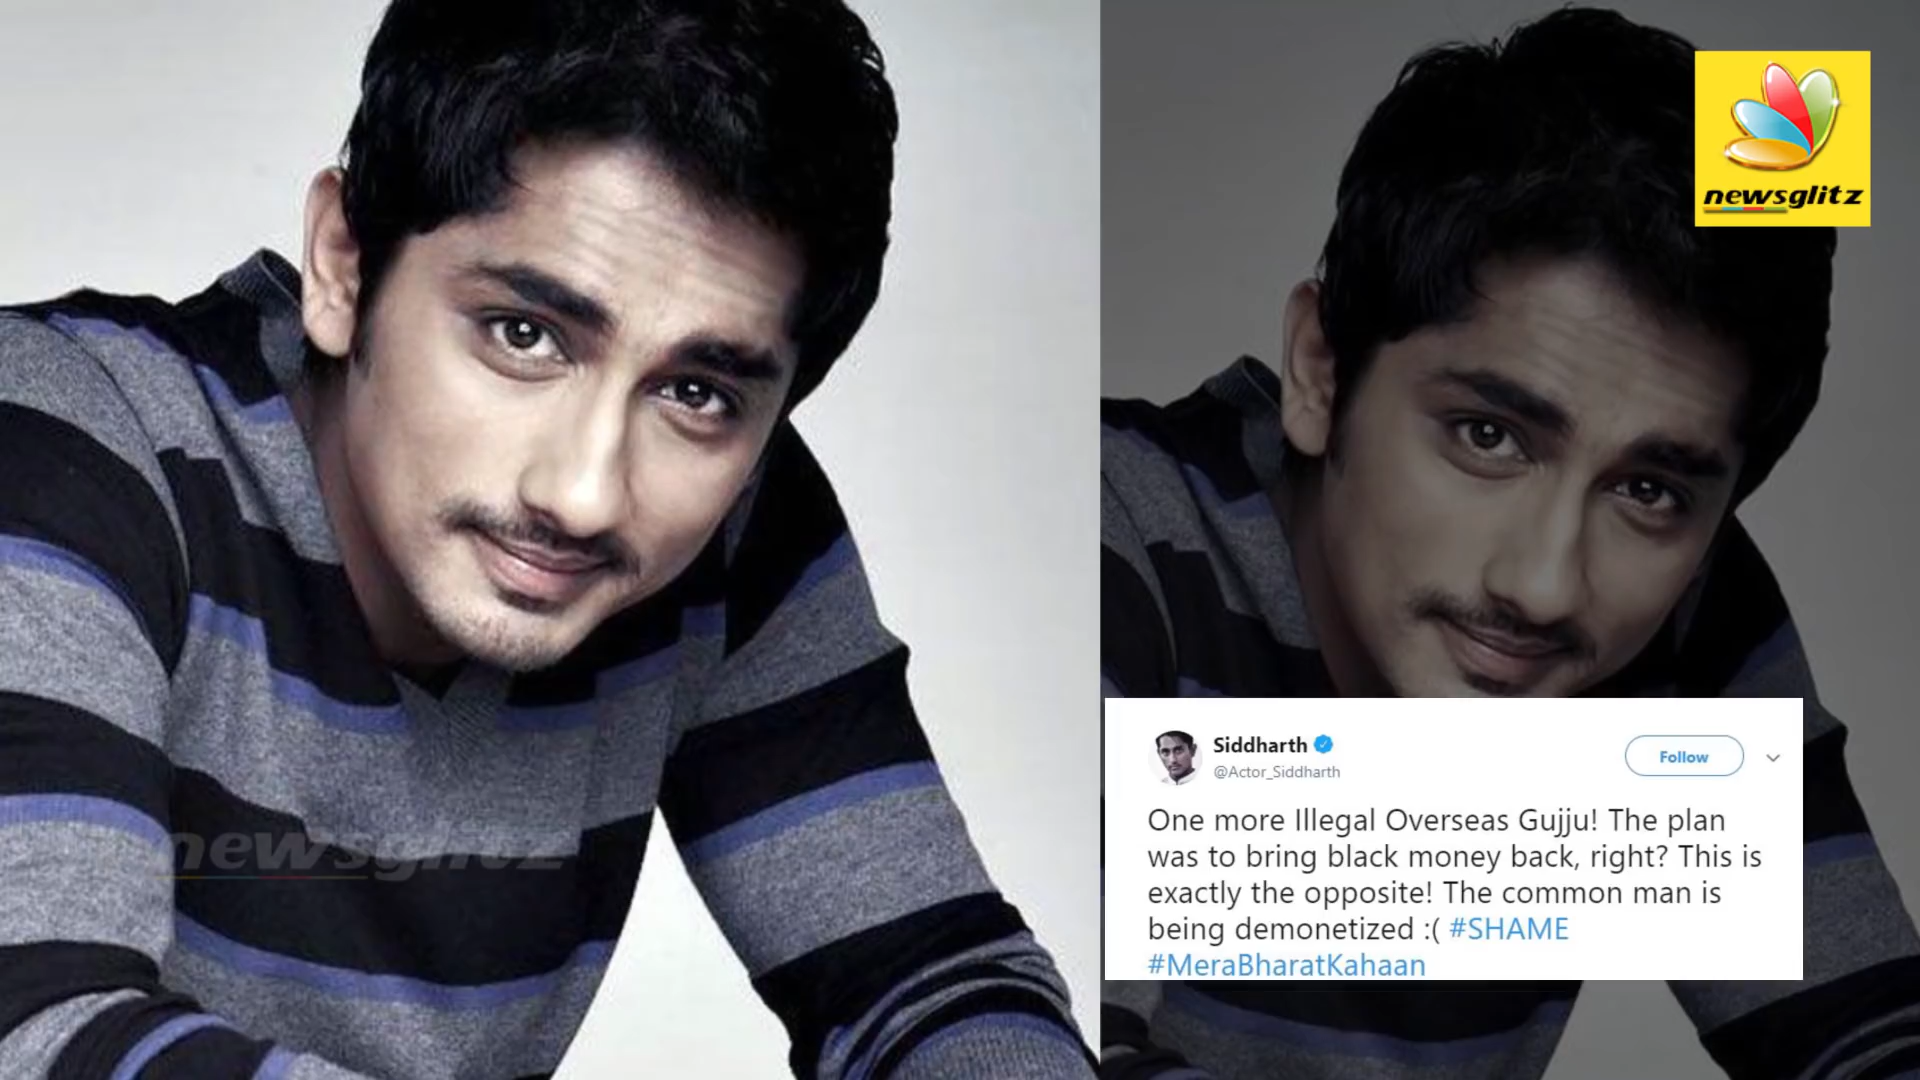 newsglitz
newsglitz
Siddharth
@Actor_Siddharth
Follow
One more Illegal Overseas Gujju! The plan
was to bring black money back, right? This is
exactly the opposite! The common man is
being demonetized :( #SHAME
#MeraBharatKahaan